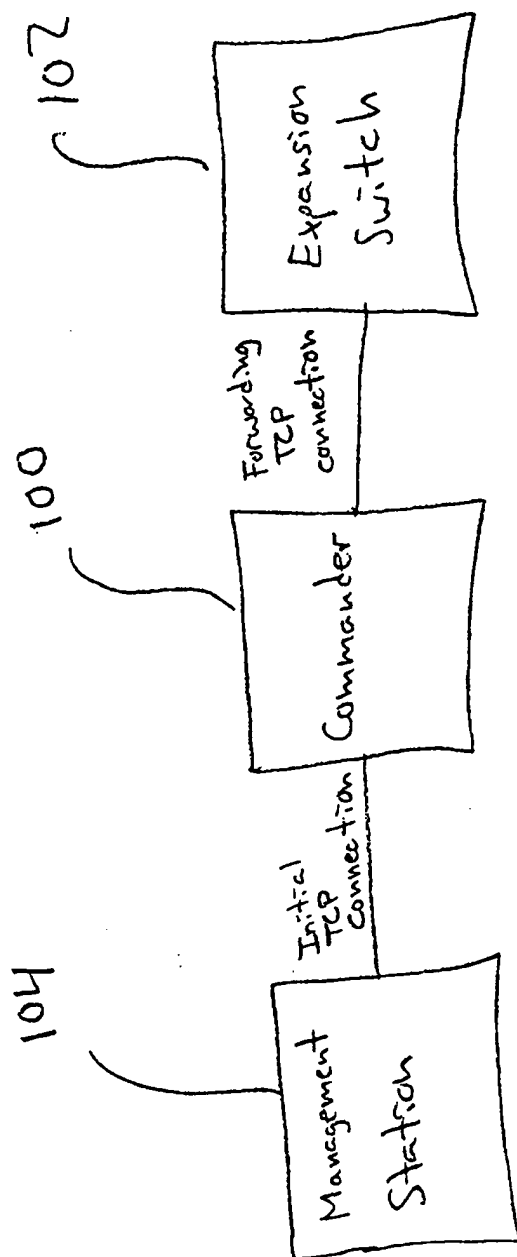 104
100
102
Management
Station
Initial
TCP
connection
Commander
Forwarding
TCP
connection
Expansion
Switch